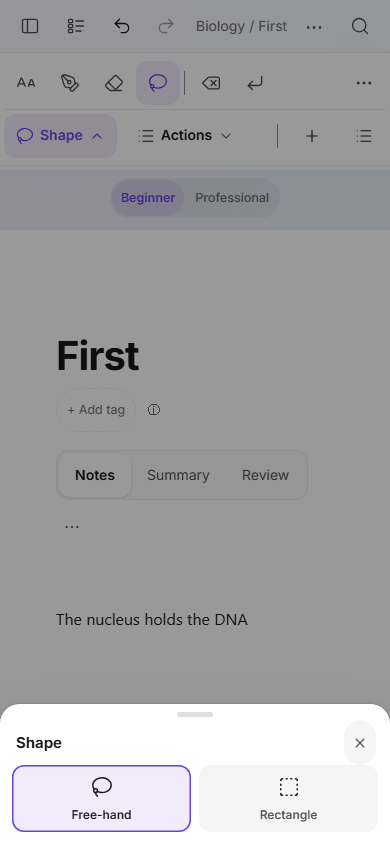 Biology / First
AA
Shape
Actions
Beginner
Professional
First
+ Add tag
Notes
Summary
Review
...
The nucleus holds the DNA
Shape
Free-hand
Rectangle